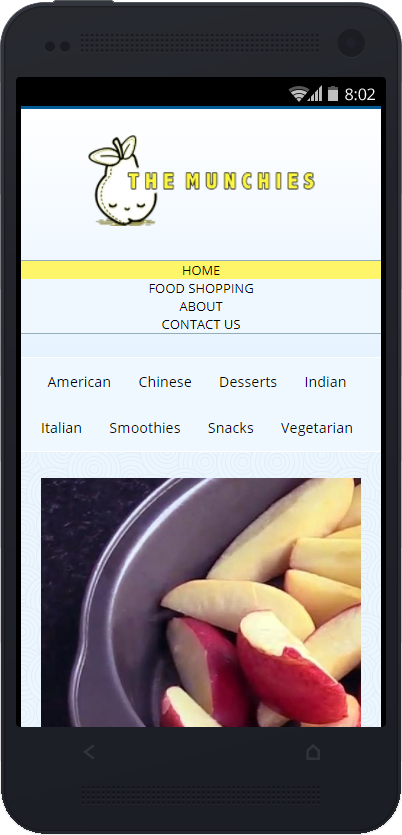 8:02
THE MUNCHIES
HOME
FOOD SHOPPING
ABOUT
CONTACT US
American Chinese Desserts Indian
Italian Smoothies Snacks Vegetarian